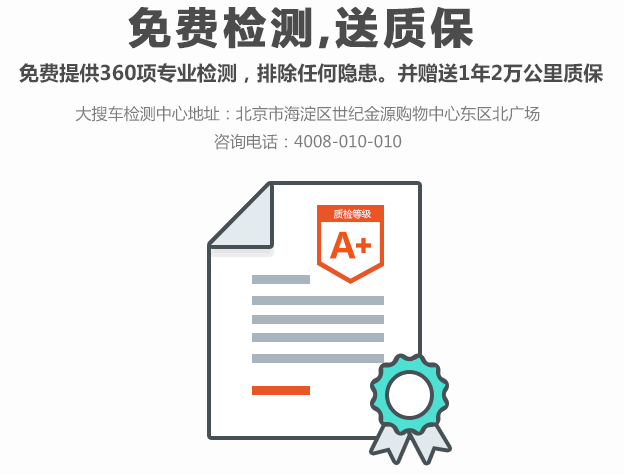 免费检测,送质保
免费提供360项专业检测，排除任何隐患。并赠送1年2万公里质保
大搜车检测中心地址：北京市海淀区世纪金源购物中心东区北广场
咨询电话：4008-010-010
质检等级
A+